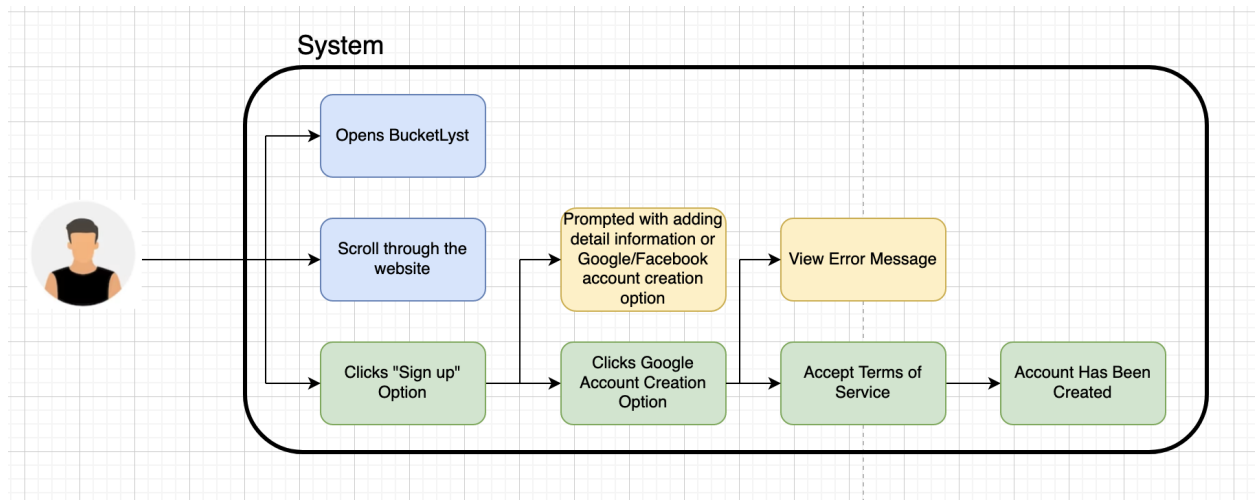 System
Opens BucketLyst
Scroll through the
website
Prompted with adding
detail information or
Google/Facebook
account creation
option
View Error Message
Clicks "Sign up"
Option
Clicks Google
Account Creation
Option
Accept Terms of
Service
Account Has Been
Created